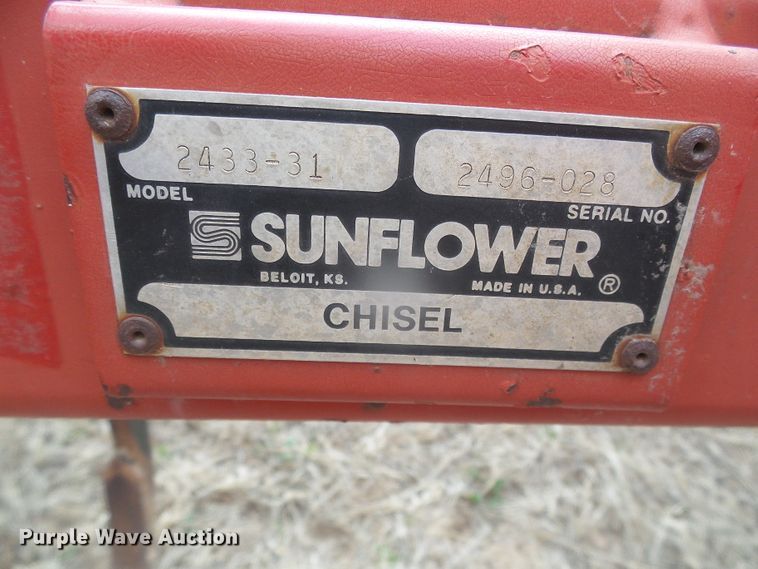 2433-31 2496-028
MODEL SERIAL NO.
SUNFLOWER ®
BELOIT, KS. MADE IN U.S.A.
CHISEL
Purple Wave Auction